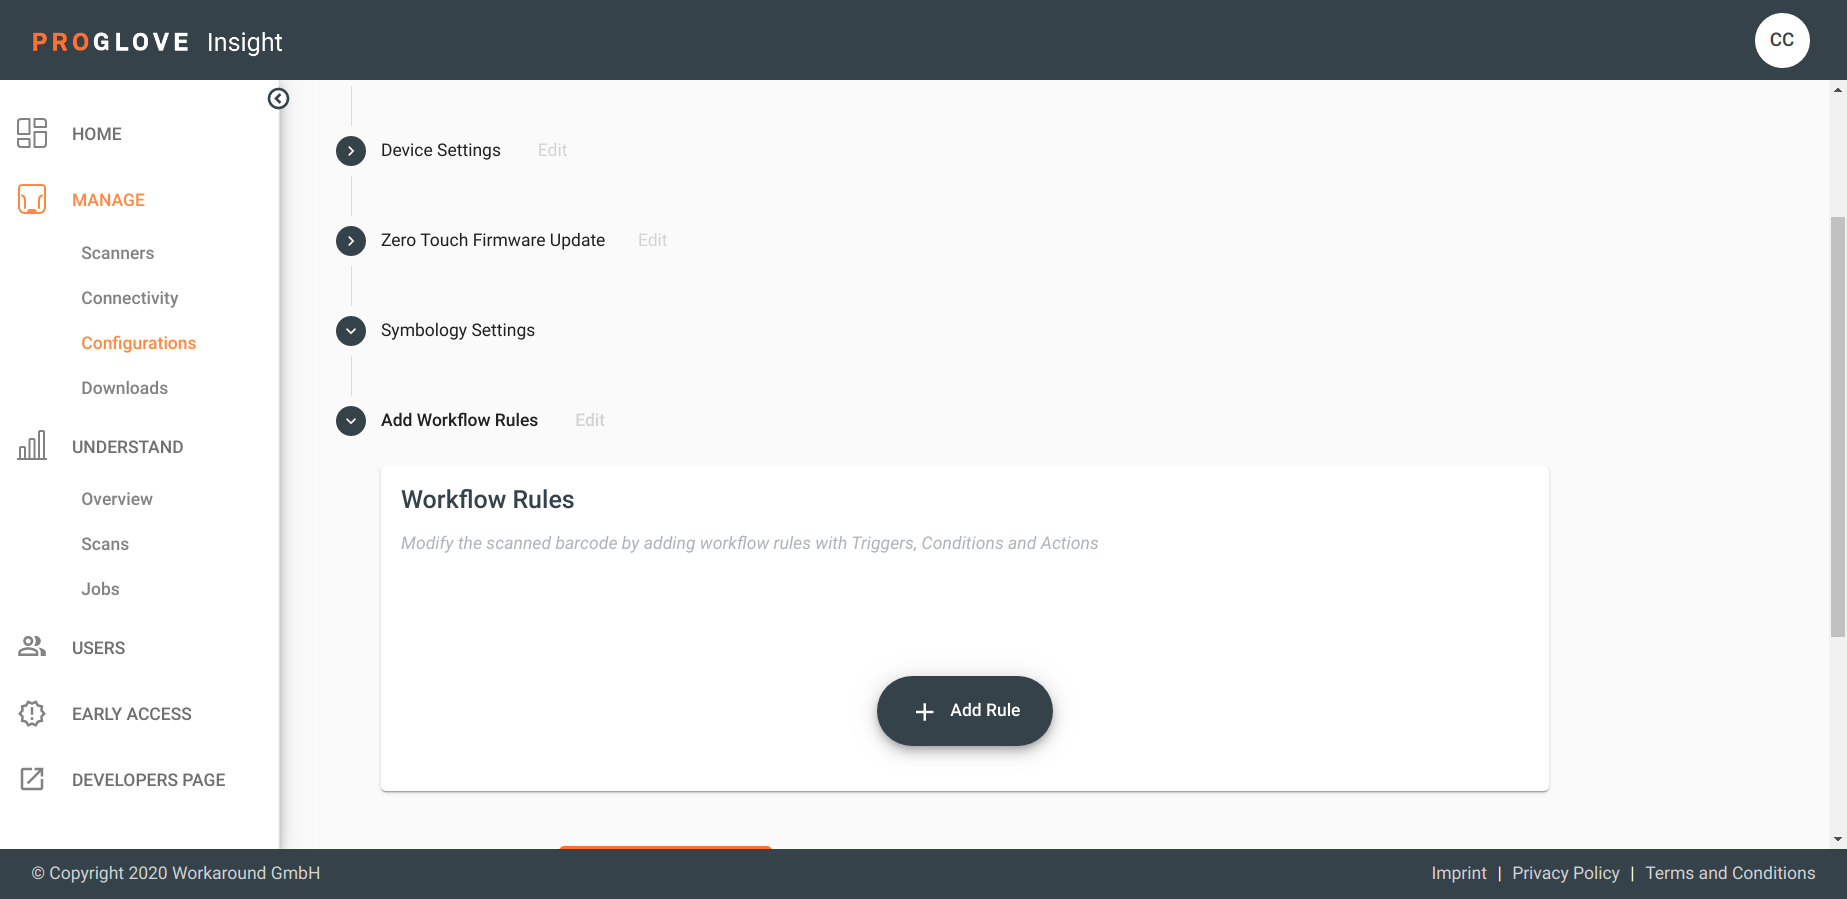 PROGLOVE Insight
CC
HOME
MANAGE
Scanners
Connectivity
Configurations
Downloads
UNDERSTAND
Overview
Scans
Jobs
USERS
EARLY ACCESS
DEVELOPERS PAGE
Device Settings Edit
Zero Touch Firmware Update Edit
Symbology Settings
Add Workflow Rules Edit
Workflow Rules
Modify the scanned barcode by adding workflow rules with Triggers, Conditions and Actions
+ Add Rule
© Copyright 2020 Workaround GmbH
Imprint | Privacy Policy | Terms and Conditions